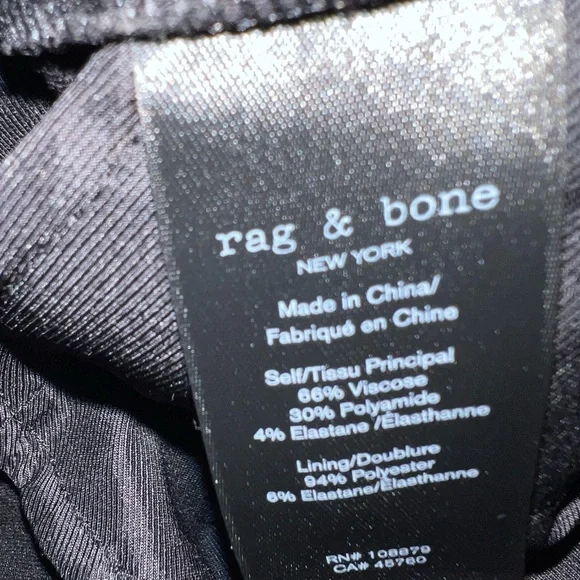 rag & bone
NEW YORK
Made in China/
Fabriqué en Chine
Self/Tissu Principal
66% Viscose
30% Polyamide
4% Elastane /Élasthanne
Lining/Doublure
94% Polyester
6% Elastane/Élasthanne
RN# 108679
CA# 45760